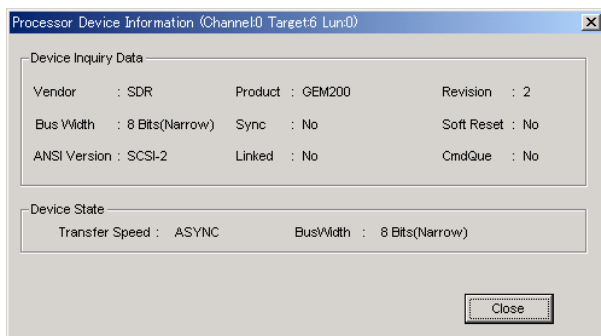 Processor Device Information (Channel:0 Target:6 Lun:0)
Device Inquiry Data
Vendor : SDR Product : GEM200 Revision : 2
Bus Width : 8 Bits(Narrow) Sync : No Soft Reset : No
ANSI Version : SCSI-2 Linked : No CmdQue : No
Device State
Transfer Speed : ASYNC BusWidth : 8 Bits(Narrow)
Close